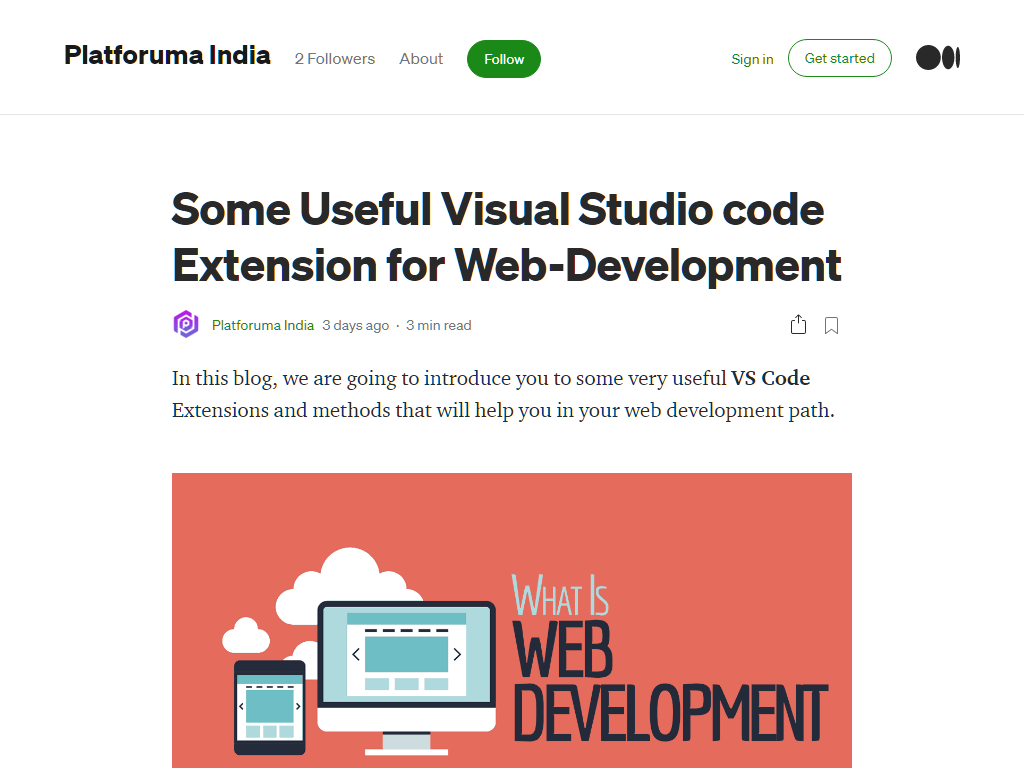 Platforuma India 2 Followers About Follow Sign in Get started
Some Useful Visual Studio code
Extension for Web-Development
Platforuma India 3 days ago · 3 min read
In this blog, we are going to introduce you to some very useful VS Code
Extensions and methods that will help you in your web development path.
What Is
WEB
DEVELOPMENT